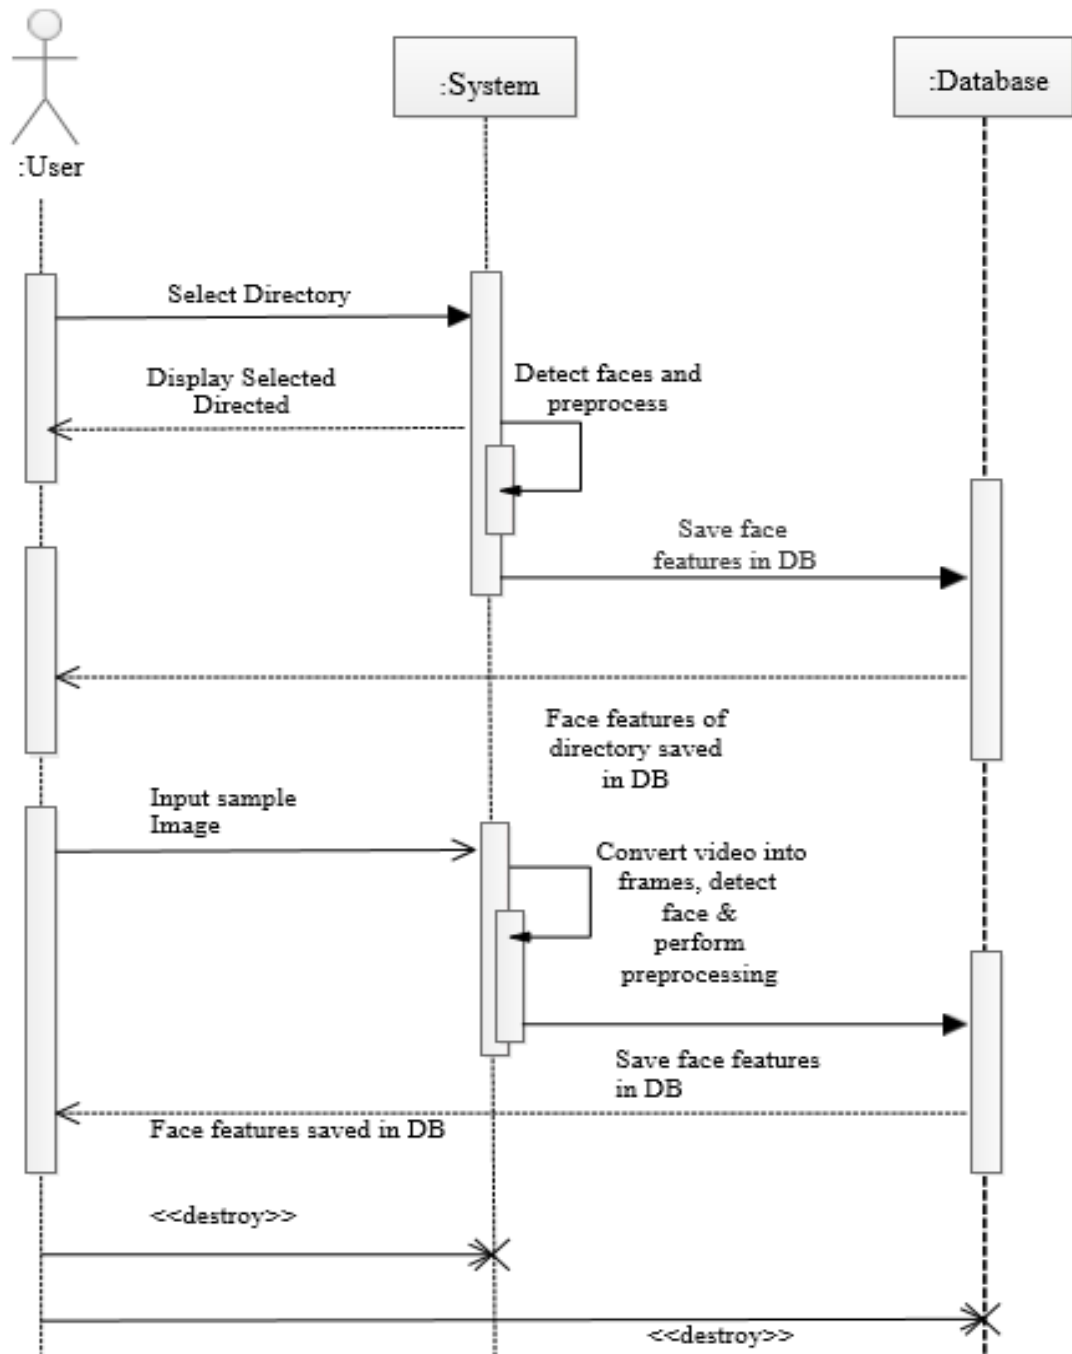 :System
:Database
:User
Select Directory
Display Selected
Directed
Detect faces and
preprocess
Save face
features in DB
Face features of
directory saved
in DB
Input sample
Image
Convert video into
frames, detect
face &
perform
preprocessing
Save face features
in DB
Face features saved in DB
<<destroy>>
<<destroy>>